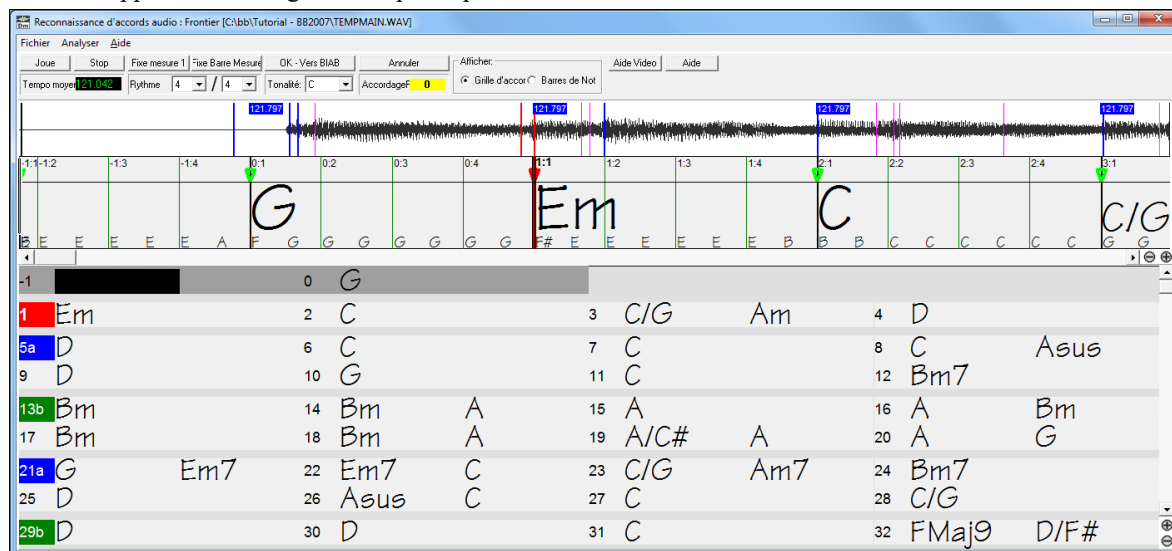 Reconnaissance d'accords audio : Frontier [C:\bb\Tutorial - BB2007\TEMPMAIN.WAV]
Fichier Analyser Aide
Joue Stop Fixe mesure 1 Fixe Barre Mesure OK - Vers BIAB Annuler Afficher: Aide Video Aide
Tempo moyen 121.042 Rythme 4 / 4 Tonalité: C AccordageF 0 Grille d'accor Barres de Not
121.797 121.797 121.797 121.797
-1:1 -1:2 -1:3 -1:4 0:1 0:2 0:3 0:4 1:1 1:2 1:3 1:4 2:1 2:2 2:3 2:4 3:1
G Em C C/G
B E E E E E A F G G G G G G G F# E E E E E E B B B C C C C C C G G
-1 0 G
1 Em 2 C 3 C/G Am 4 D
5a D 6 C 7 C 8 C Asus
9 D 10 G 11 C 12 Bm7
13b Bm 14 Bm A 15 A 16 A Bm
17 Bm 18 Bm A 19 A/C# A 20 A G
21a G Em7 22 Em7 C 23 C/G Am7 24 Bm7
25 D 26 Asus C 27 C 28 C/G
29b D 30 D 31 C 32 FMaj9 D/F#